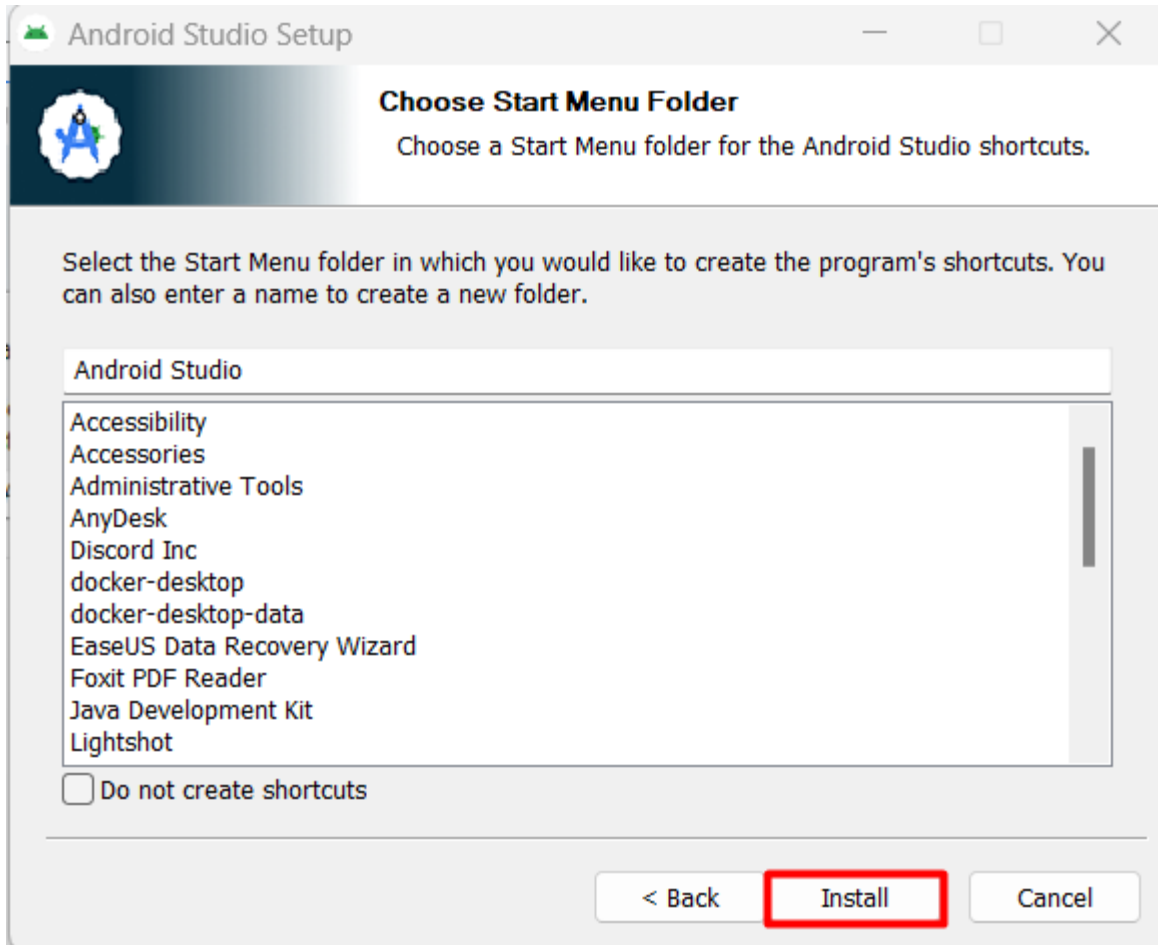 Android Studio Setup
Choose Start Menu Folder
Choose a Start Menu folder for the Android Studio shortcuts.
Select the Start Menu folder in which you would like to create the program's shortcuts. You
can also enter a name to create a new folder.
Android Studio
Accessibility
Accessories
Administrative Tools
AnyDesk
Discord Inc
docker-desktop
docker-desktop-data
EaseUS Data Recovery Wizard
Foxit PDF Reader
Java Development Kit
Lightshot
Do not create shortcuts
< Back Install Cancel